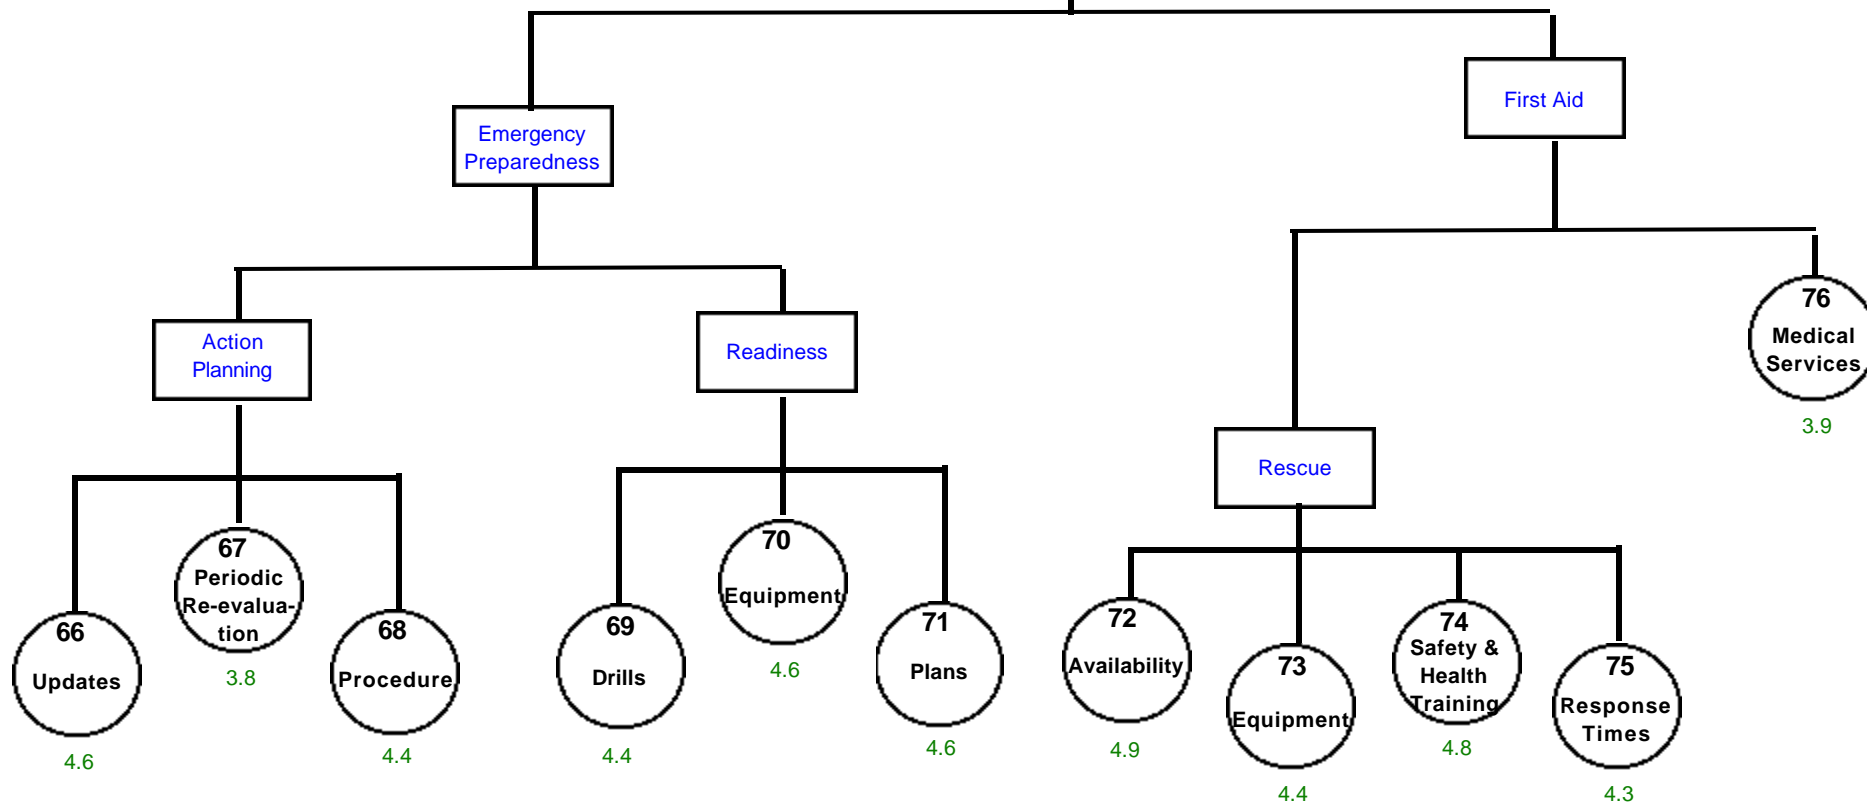 First Aid
Emergency
Preparedness
Action
Planning
Readiness
76
Medical
Services
3.9
Rescue
67
Periodic
Re-evalua-
tion
3.8
70
Equipment
4.6
66
Updates
4.6
68
Procedure
4.4
69
Drills
4.4
71
Plans
4.6
72
Availability
4.9
73
Equipment
4.4
74
Safety &
Health
Training
4.8
75
Response
Times
4.3